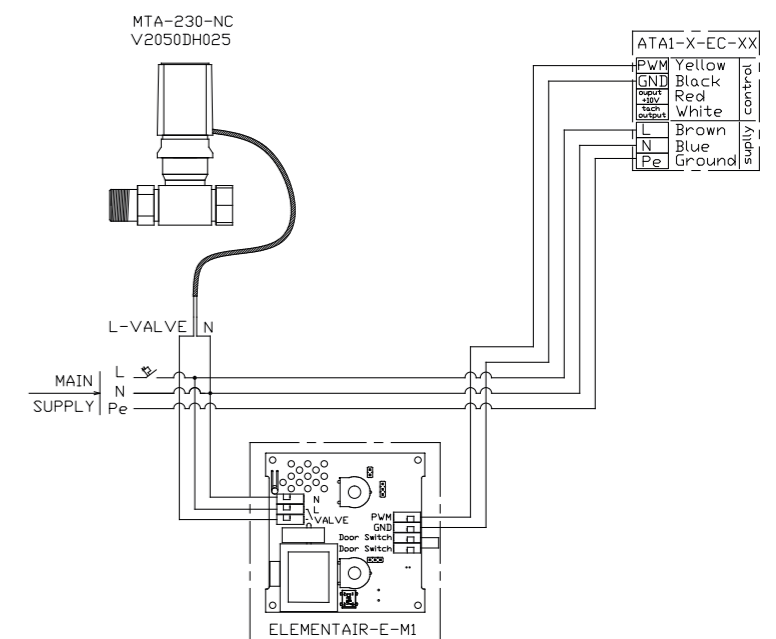 MTA-230-NC
V2050DH025
ATA1-X-EC-XX
PWM Yellow
GND Black
ouput +10V Red
tach output White
control
L Brown
N Blue
Pe Ground
suplly
L-VALVE N
MAIN SUPPLY
L
N
Pe
N
L
VALVE
PWM
GND
Door Switch
Door Switch
ELEMENTAIR-E-M1